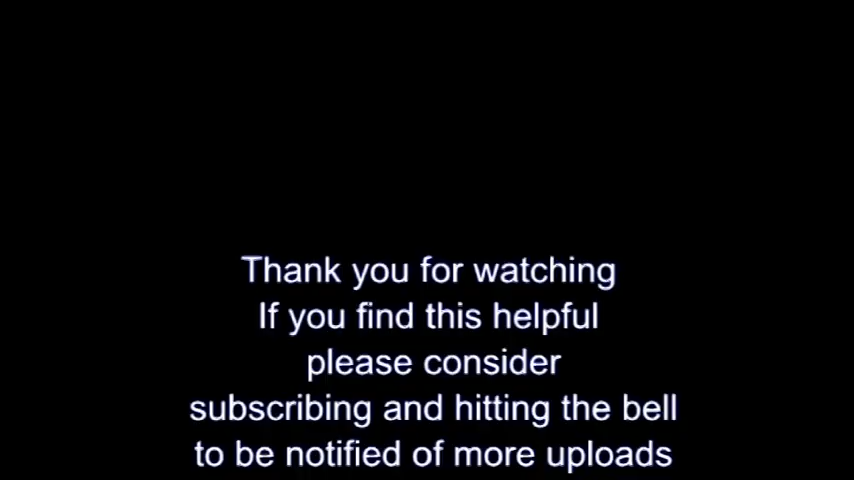 Thank you for watching
If you find this helpful
please consider
subscribing and hitting the bell
to be notified of more uploads